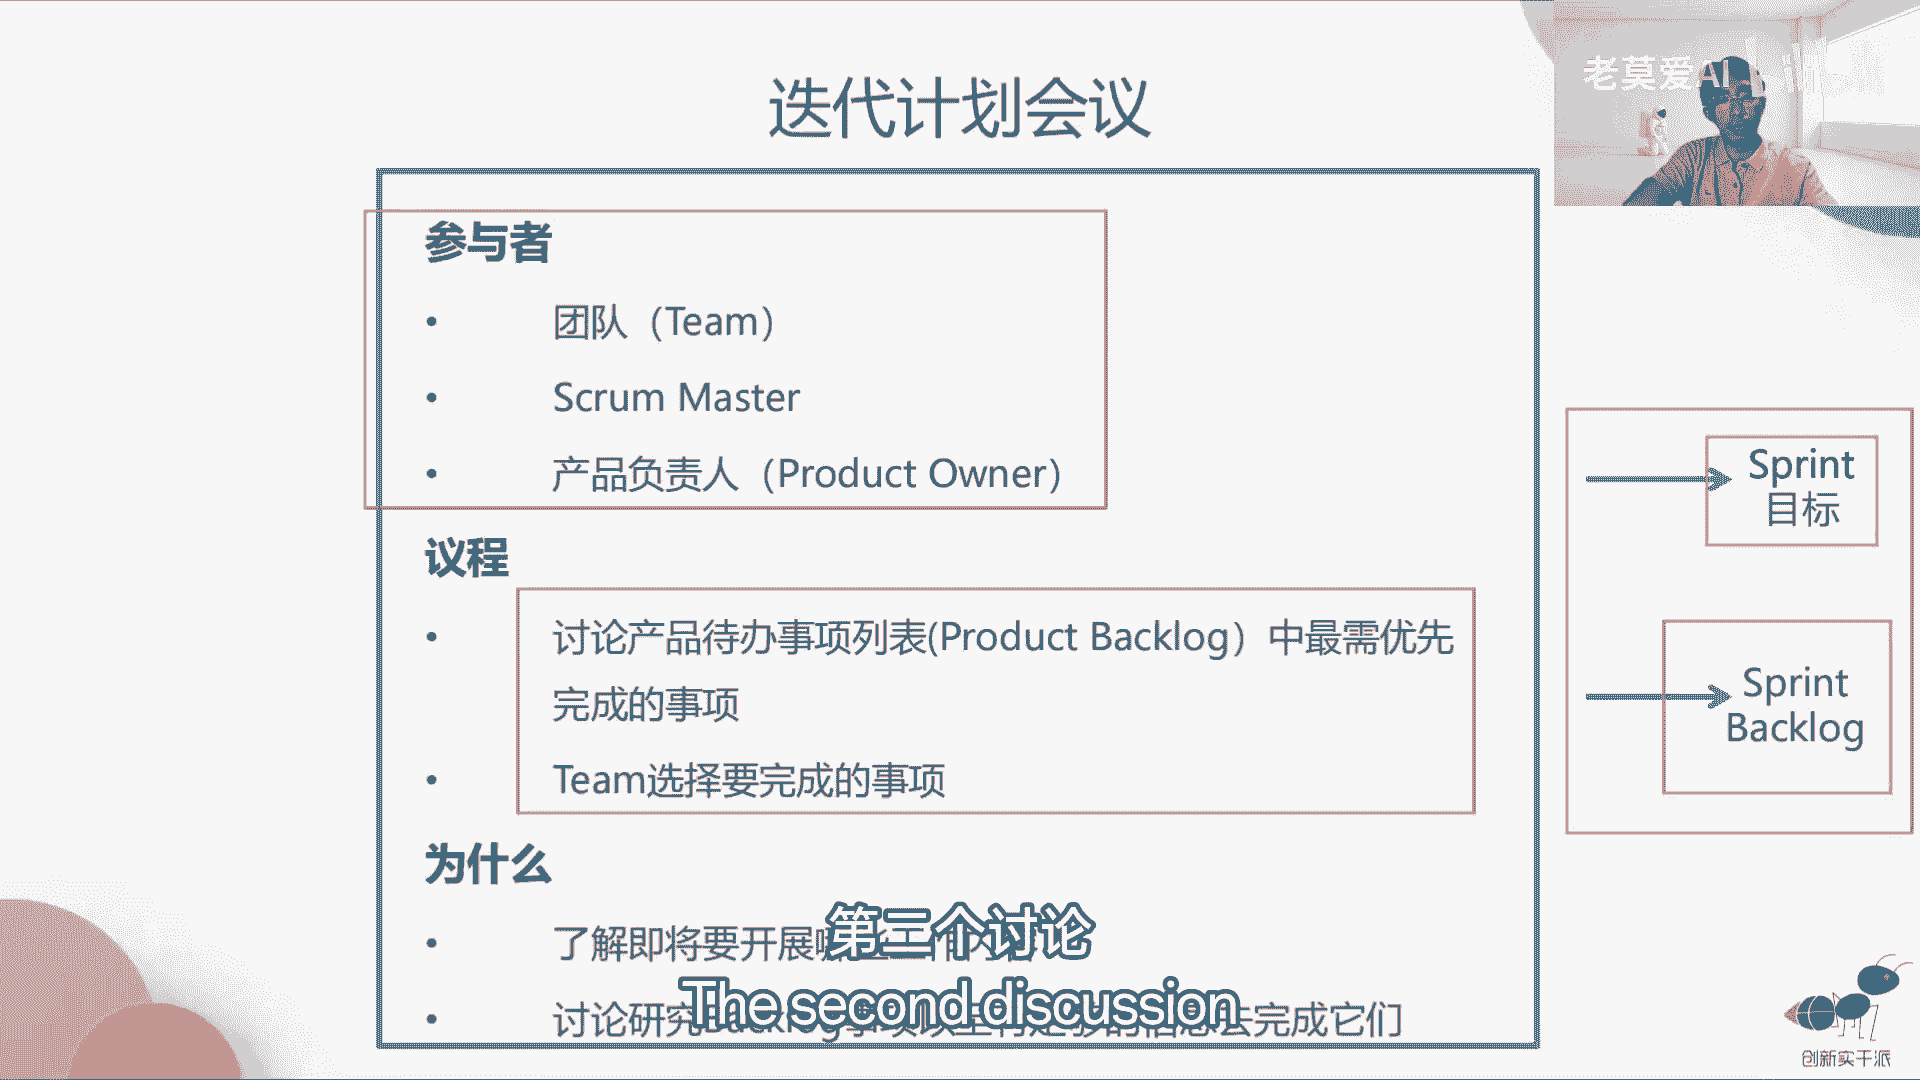 迭代计划会议
老莫爱AI
参与者
• 团队（Team）
• Scrum Master
• 产品负责人（Product Owner）
议程
• 讨论产品待办事项列表(Product Backlog）中最需优先
完成的事项
• Team选择要完成的事项
为什么
• 了解即将要开展
• 讨论研究 去完成它们
第二个讨论
The second discussion
Sprint
目标
Sprint
Backlog
创新实干派